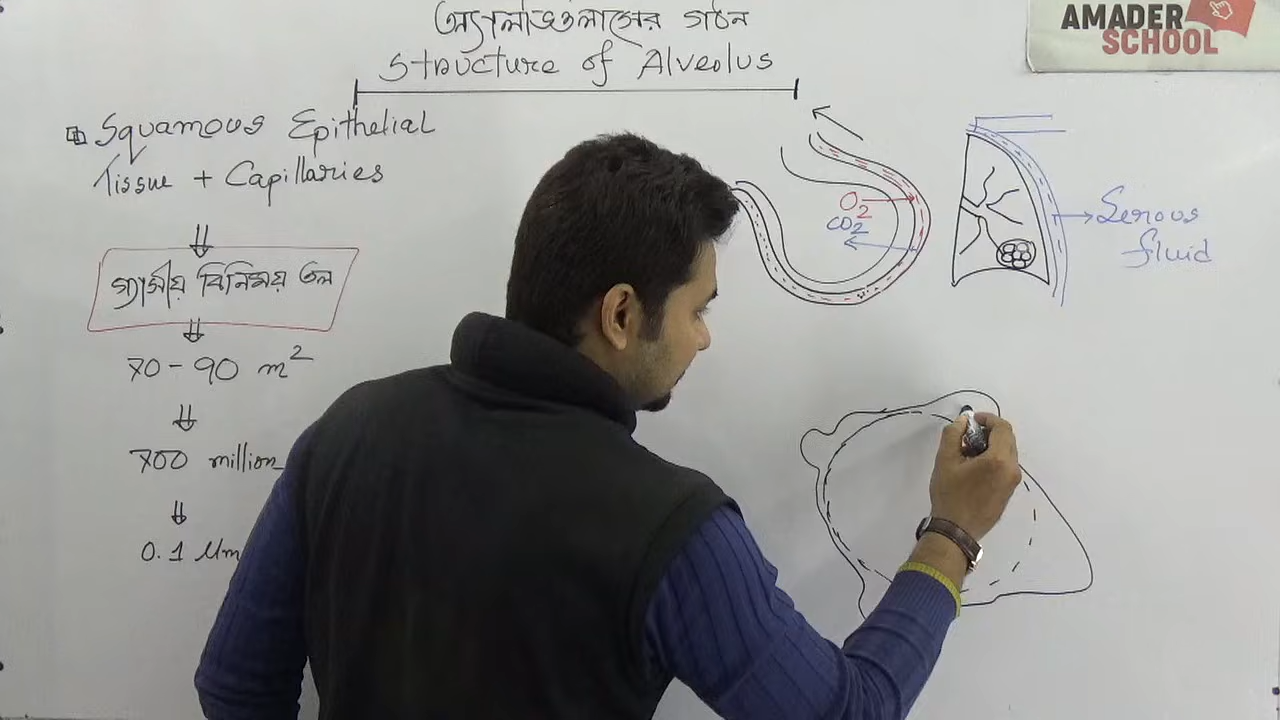 অ্যালভিওলাসের গঠন
Structure of Alveolus
AMADER
SCHOOL
Squamous Epithelial
Tissue + Capillaries
গ্যাসীয় বিনিময় তল
70 - 90 m²
700 million
0.1 µm
O2
CO2
Serous
fluid